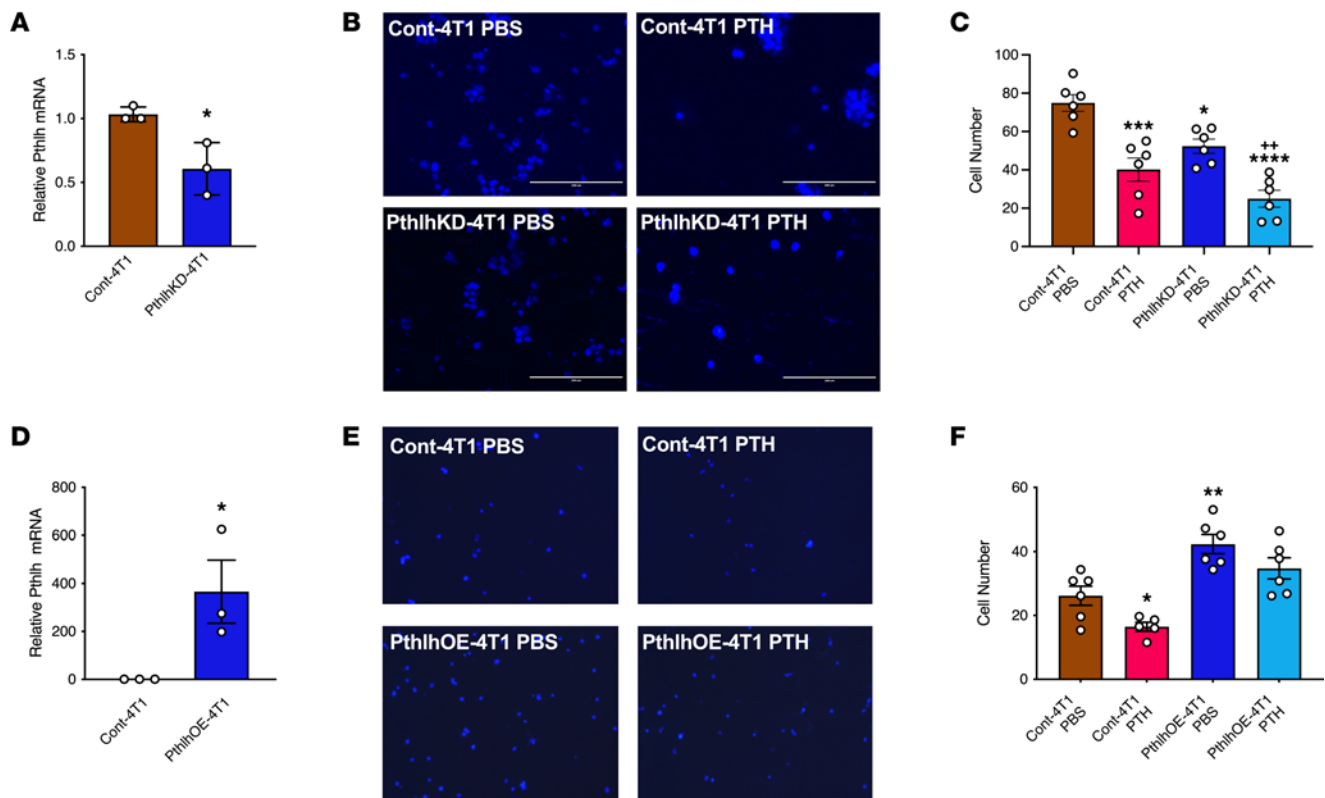 A
Relative Pthlh mRNA
1.5
1.0
0.5
0.0
*
Cont-4T1
PthlhKD-4T1
B
Cont-4T1 PBS
Cont-4T1 PTH
PthlhKD-4T1 PBS
PthlhKD-4T1 PTH
C
Cell Number
100
80
60
40
20
0
***
*
++
****
Cont-4T1
PBS
Cont-4T1
PTH
PthlhKD-4T1
PBS
PthlhKD-4T1
PTH
D
Relative Pthlh mRNA
800
600
400
200
0
*
Cont-4T1
PthlhOE-4T1
E
Cont-4T1 PBS
Cont-4T1 PTH
PthlhOE-4T1 PBS
PthlhOE-4T1 PTH
F
Cell Number
60
40
20
0
*
**
Cont-4T1
PBS
Cont-4T1
PTH
PthlhOE-4T1
PBS
PthlhOE-4T1
PTH